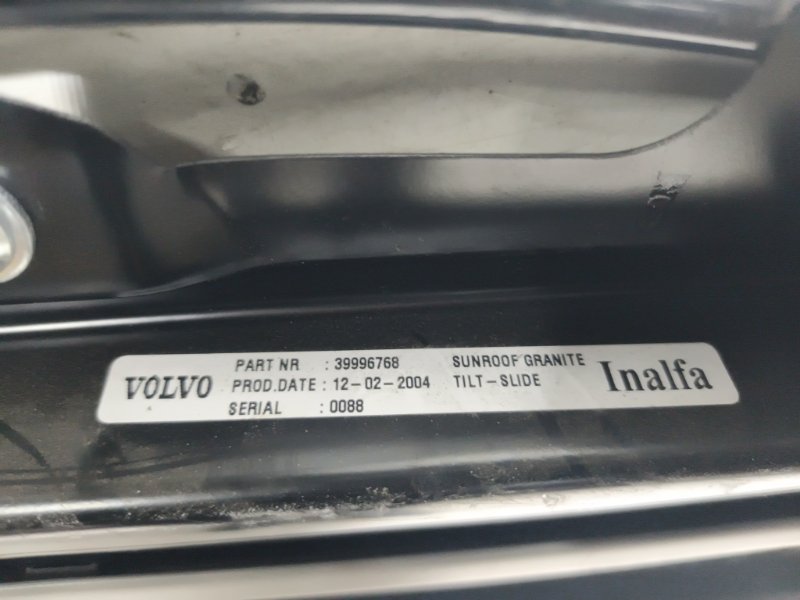 VOLVO
PART NR : 39996768
PROD.DATE : 12-02-2004
SERIAL : 0088
SUNROOF GRANITE
TILT-SLIDE
Inalfa